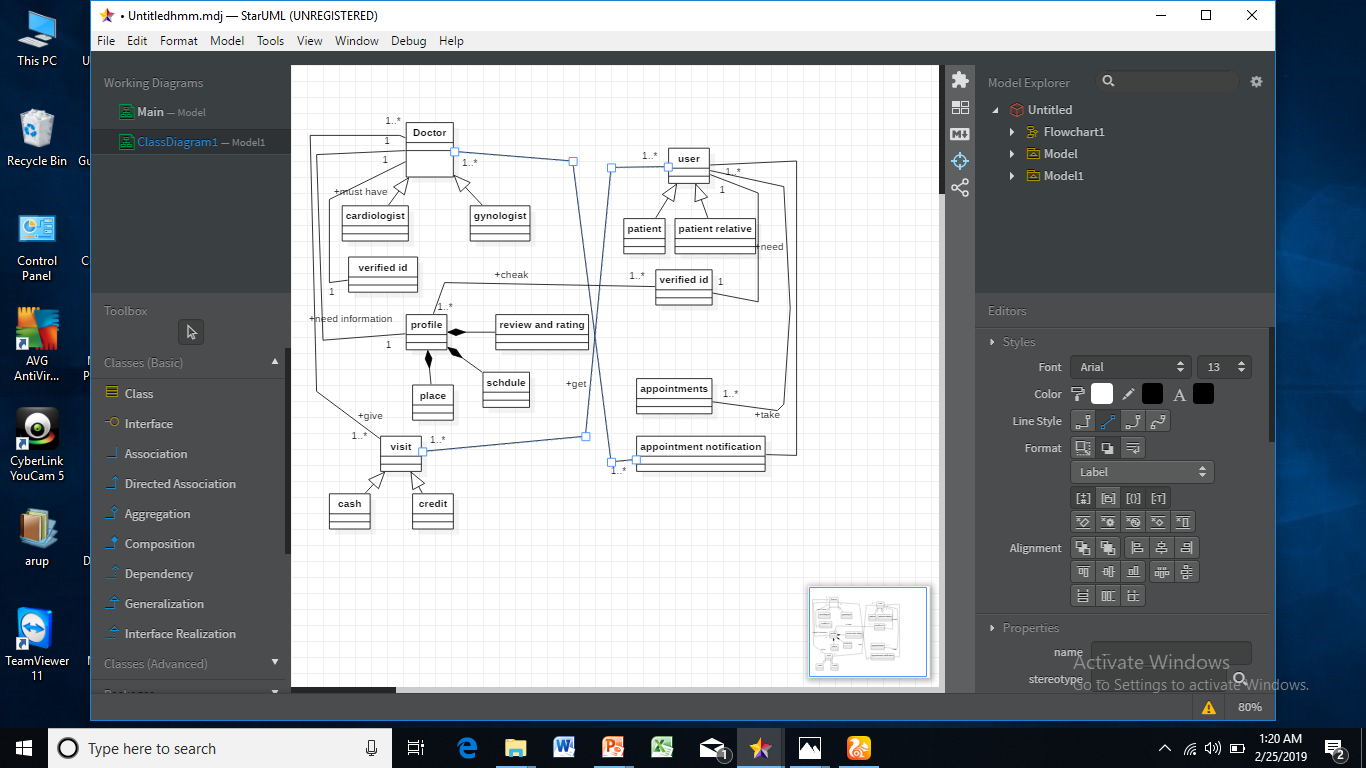 • Untitledhmm.mdj — StarUML (UNREGISTERED)
File Edit Format Model Tools View Window Debug Help
This PC
Recycle Bin
Control Panel
AVG AntiVir...
CyberLink YouCam 5
arup
TeamViewer 11
Working Diagrams
Main — Model
ClassDiagram1 — Model1
Toolbox
Classes (Basic)
Class
Interface
Association
Directed Association
Aggregation
Composition
Dependency
Generalization
Interface Realization
Classes (Advanced)
1..*
Doctor
1
1
1..*
+must have
cardiologist
gynologist
verified id
1
+cheak
1..*
+need information
profile
1
review and rating
schdule
place
+get
+give
1..*
visit
1..*
cash
credit
1..*
user
1..*
1
patient
patient relative
+need
1..*
verified id
1
appointments
1..*
+take
appointment notification
1..*
Model Explorer
Untitled
Flowchart1
Model
Model1
Editors
Styles
Font Arial 13
Color
A
Line Style
Format
Label
Alignment
Properties
name
stereotype
Activate Windows
Go to Settings to activate Windows.
80%
Type here to search
1
1:20 AM
2/25/2019
2